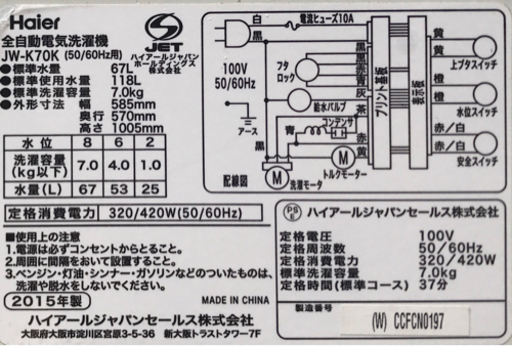 Haier
JET
全自動電気洗濯機
JW-K70K (50/60Hz用)
ハイアールジャパン
ホールディングス
株式会社
●標準水量 67L
●標準使用水量 118L
●標準洗濯容量 7.0kg
●外形寸法 幅 585mm
奥行 570mm
高さ 1005mm
水位 8 6 2
洗濯容量(kg以下) 7.0 4.0 1.0
水量(L) 67 53 25
白
電流ヒューズ10A
黒
100V
50/60Hz
フタロック
給水バルブ
アース
黒
黒
青
灰
茶
コンデンサ
青
赤
黒
黄
M
洗濯モータ
M
トルクモーター
配線図
プリント基板
表示板
黄
黄
上ブタスイッチ
橙
橙
水位スイッチ
赤/白
赤/白
安全スイッチ
定格消費電力 320/420W(50/60Hz)
■使用上の注意
1.電源は必ずコンセントからとること。
2.周囲に間隔をおいて設置すること。
3.ベンジン・灯油・シンナー・ガソリンなどのついたものは、
洗濯や脱水をしないでください。
2015年製
MADE IN CHINA
ハイアールジャパンセールス株式会社
大阪府大阪市淀川区宮原3-5-36 新大阪トラストタワー7F
PSE ハイアールジャパンセールス株式会社
定格電圧 100V
定格周波数 50/60Hz
定格消費電力 320/420W
標準洗濯容量 7.0kg
定格時間(標準コース) 37分
製造番号
(W) CCFCN0197